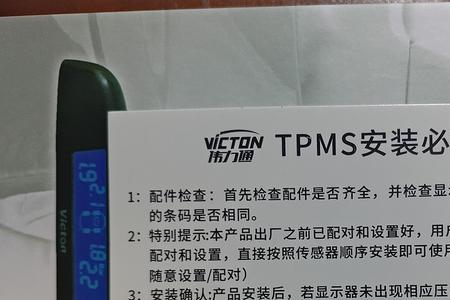 VICTON
伟力通
TPMS安装必
1：配件检查：首先检查配件是否齐全，并检查显
的条码是否相同。
2：特别提示:本产品出厂之前已配对和设置好，用
配对和设置，直接按照传感器顺序安装即可使用
随意设置/配对）
3：安装确认:产品安装后，若显示器未出现相应压
Victon